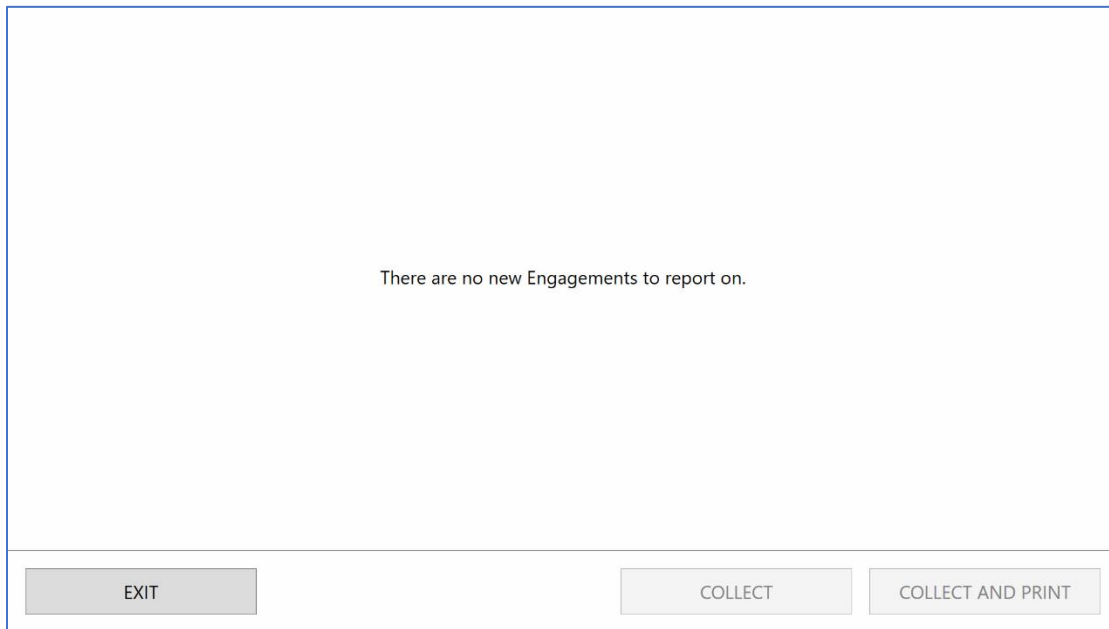 There are no new Engagements to report on.
EXIT
COLLECT
COLLECT AND PRINT